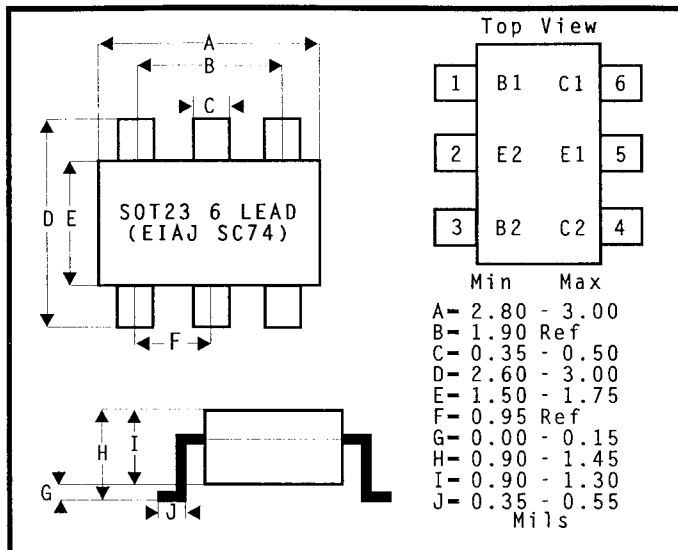 A
B
C
D
E
SOT23 6 LEAD
(EIAJ SC74)
F
H
I
G
J
Top View
1 B1 C1 6
2 E2 E1 5
3 B2 C2 4
Min Max
A= 2.80 - 3.00
B= 1.90 Ref
C= 0.35 - 0.50
D= 2.60 - 3.00
E= 1.50 - 1.75
F= 0.95 Ref
G= 0.00 - 0.15
H= 0.90 - 1.45
I= 0.90 - 1.30
J= 0.35 - 0.55
Mils